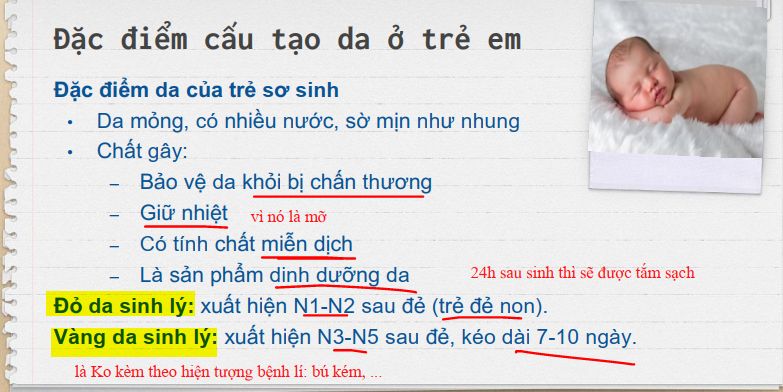 Đặc điểm cấu tạo da ở trẻ em
Đặc điểm da của trẻ sơ sinh
• Da mỏng, có nhiều nước, sờ mịn như nhung
• Chất gây:
– Bảo vệ da khỏi bị chấn thương
– Giữ nhiệt vì nó là mỡ
– Có tính chất miễn dịch
– Là sản phẩm dinh dưỡng da 24h sau sinh thì sẽ được tắm sạch
Đỏ da sinh lý: xuất hiện N1-N2 sau đẻ (trẻ đẻ non).
Vàng da sinh lý: xuất hiện N3-N5 sau đẻ, kéo dài 7-10 ngày.
là Ko kèm theo hiện tượng bệnh lí: bú kém, ...